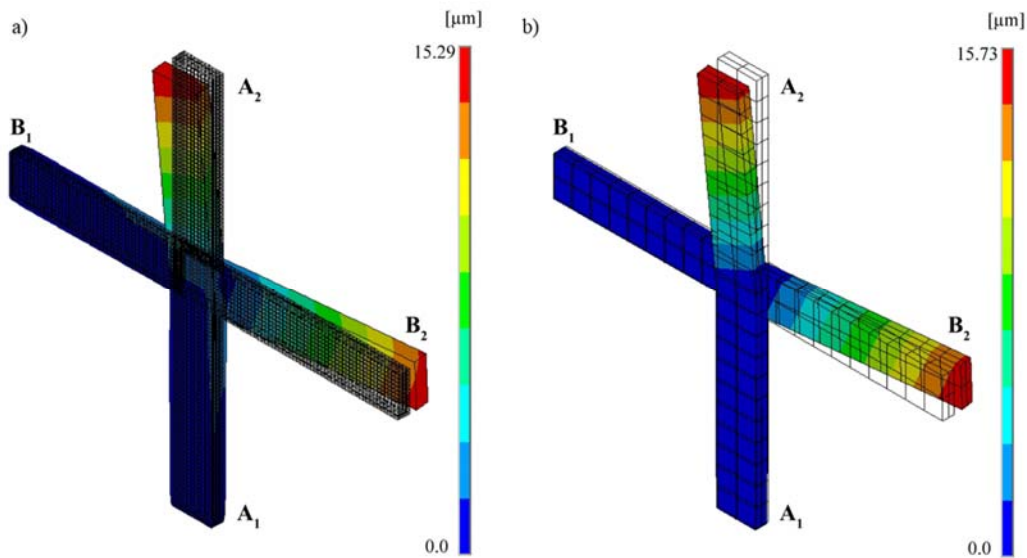 a)
[μm]
15.29
A₂
B₁
B₂
A₁
0.0
b)
[μm]
15.73
A₂
B₁
B₂
A₁
0.0